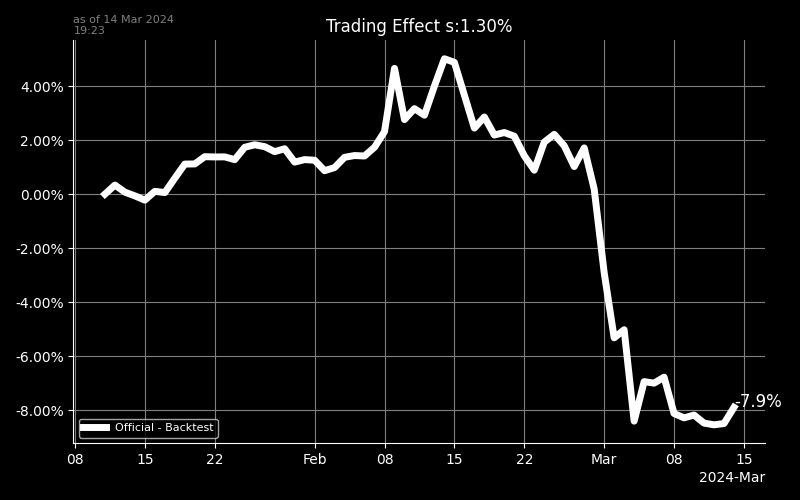 as of 14 Mar 2024
19:23
Trading Effect s:1.30%
4.00%
2.00%
0.00%
-2.00%
-4.00%
-6.00%
-8.00%
-7.9%
Official - Backtest
08 15 22 Feb 08 15 22 Mar 08 15
2024-Mar